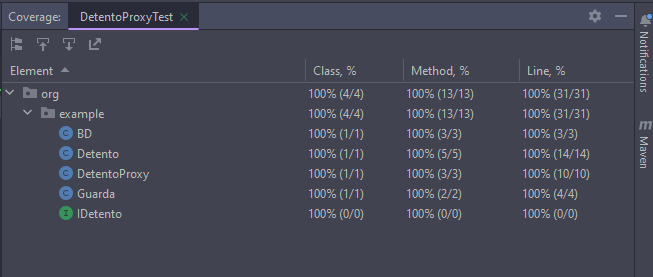 Coverage: DetentoProxyTest ×
Element Class, % Method, % Line, %
org 100% (4/4) 100% (13/13) 100% (31/31)
example 100% (4/4) 100% (13/13) 100% (31/31)
C BD 100% (1/1) 100% (3/3) 100% (3/3)
C Detento 100% (1/1) 100% (5/5) 100% (14/14)
C DetentoProxy 100% (1/1) 100% (3/3) 100% (10/10)
C Guarda 100% (1/1) 100% (2/2) 100% (4/4)
I IDetento 100% (0/0) 100% (0/0) 100% (0/0)
Notifications
m Maven